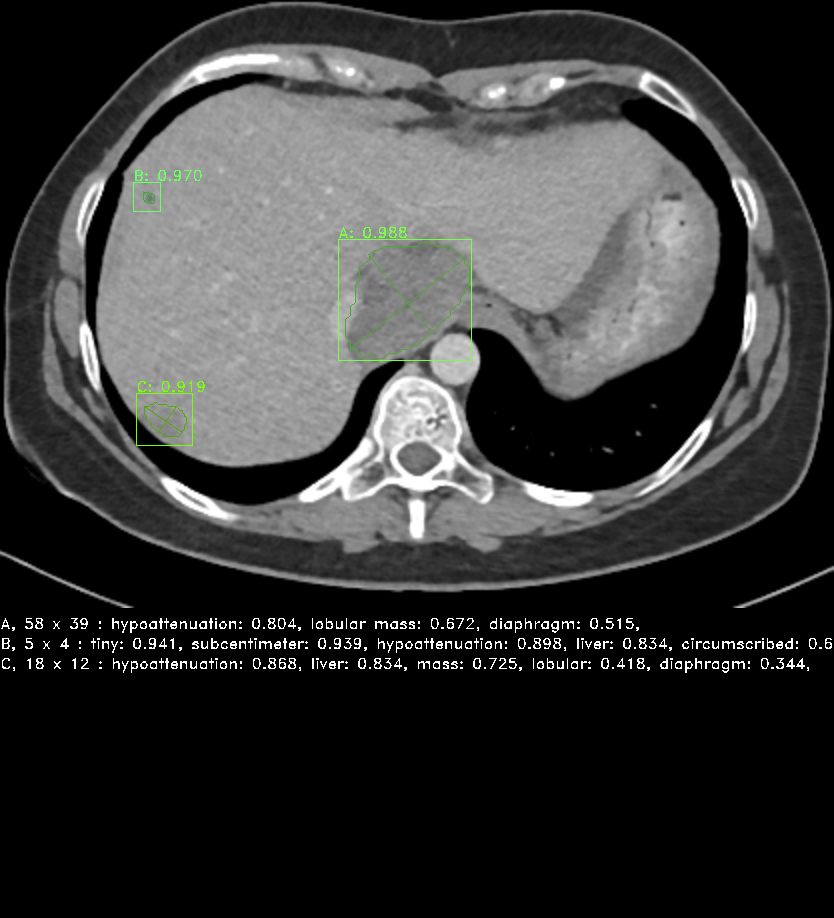 B: 0.970
A: 0.988
C: 0.919
A, 58 x 39 : hypoattenuation: 0.804, lobular mass: 0.672, diaphragm: 0.515,
B, 5 x 4 : tiny: 0.941, subcentimeter: 0.939, hypoattenuation: 0.898, liver: 0.834, circumscribed: 0.6
C, 18 x 12 : hypoattenuation: 0.868, liver: 0.834, mass: 0.725, lobular: 0.418, diaphragm: 0.344,